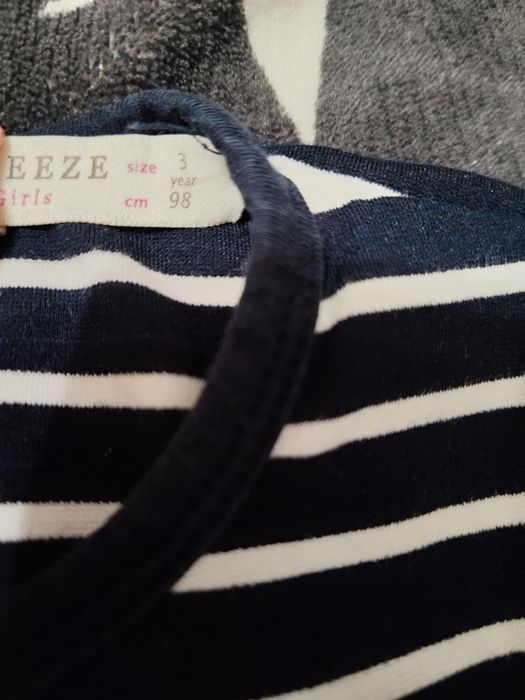 EEZE
Girls
size 3
year
cm 98